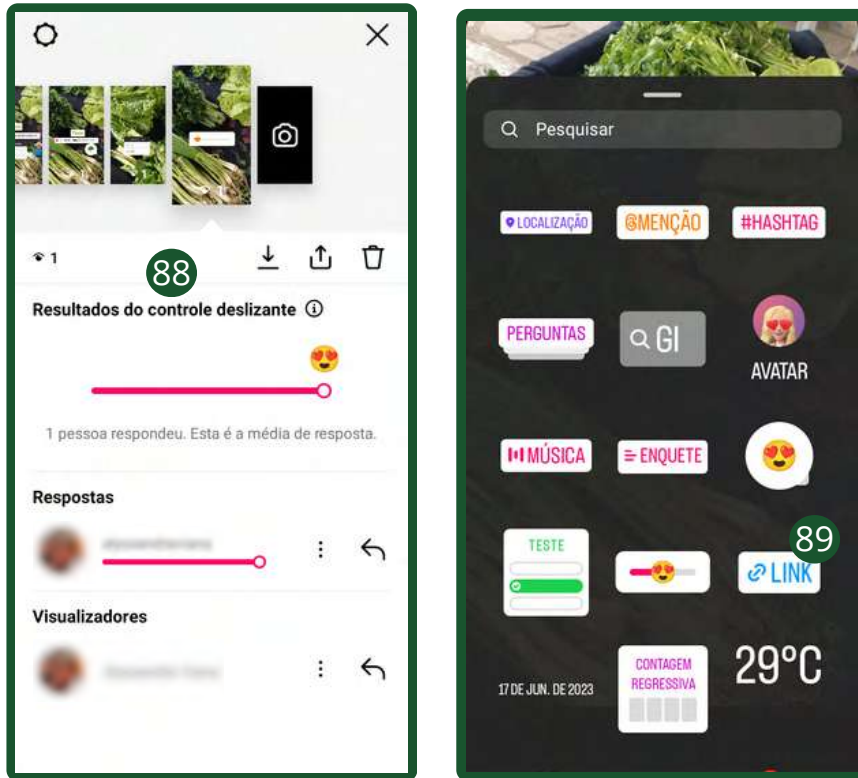 1
88
Resultados do controle deslizante
1 pessoa respondeu. Esta é a média de resposta.
Respostas
Visualizadores
Pesquisar
LOCALIZAÇÃO
@MENÇÃO
#HASHTAG
PERGUNTAS
GI
AVATAR
MÚSICA
ENQUETE
TESTE
89
LINK
17 DE JUN. DE 2023
CONTAGEM
REGRESSIVA
29°C